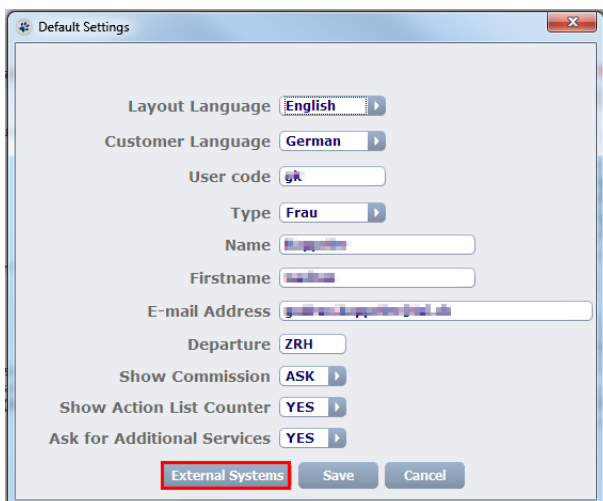 Default Settings
Layout Language English
Customer Language German
User code
Type Frau
Name
Firstname
E-mail Address
Departure ZRH
Show Commission ASK
Show Action List Counter YES
Ask for Additional Services YES
External Systems Save Cancel